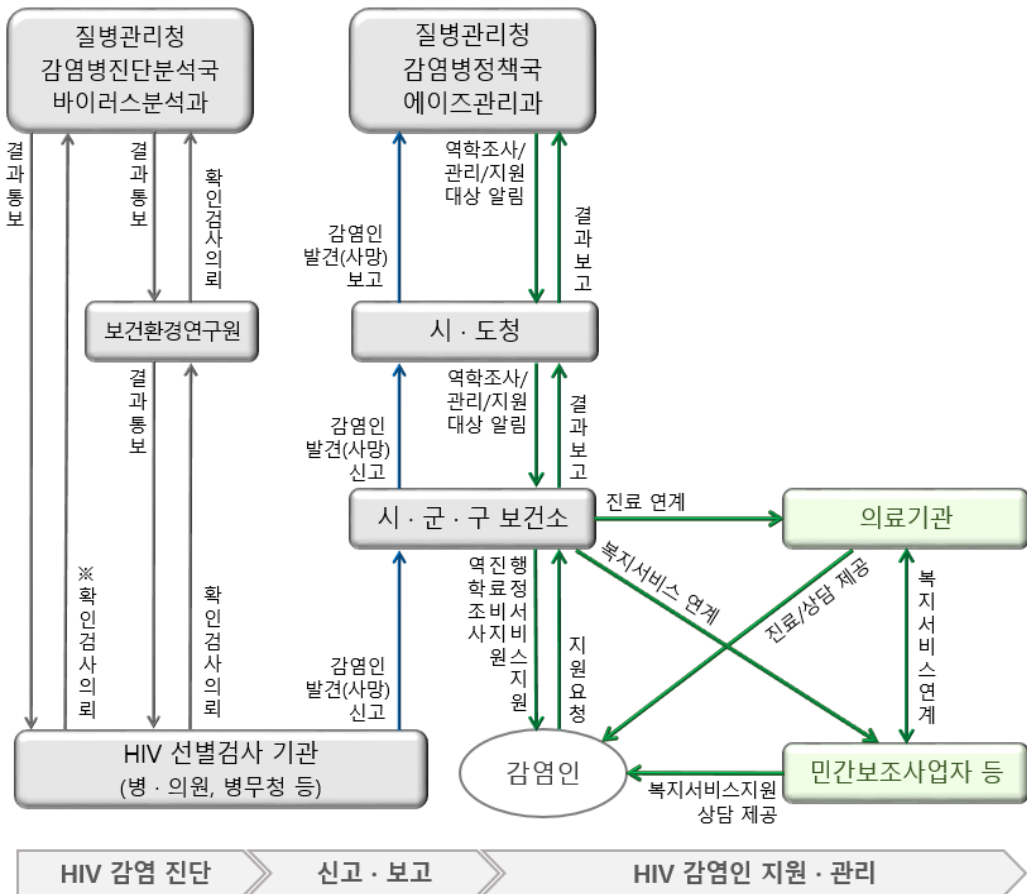 질병관리청
감염병진단분석국
바이러스분석과
질병관리청
감염병정책국
에이즈관리과
결과통보
결과통보
확인검사의뢰
감염인
발견(사망)
보고
역학조사/
관리/지원
대상 알림
결과보고
보건환경연구원
시 · 도청
결과통보
감염인
발견(사망)
신고
역학조사/
관리/지원
대상 알림
결과보고
시 · 군 · 구 보건소
진료 연계
의료기관
※확인검사의뢰
확인검사의뢰
감염인
발견(사망)
신고
역학조사
진료비지원
행정서비스지원
지원요청
복지서비스 연계
진료/상담 제공
복지서비스연계
HIV 선별검사 기관
(병 · 의원, 병무청 등)
감염인
복지서비스지원
상담 제공
민간보조사업자 등
HIV 감염 진단
신고 · 보고
HIV 감염인 지원 · 관리